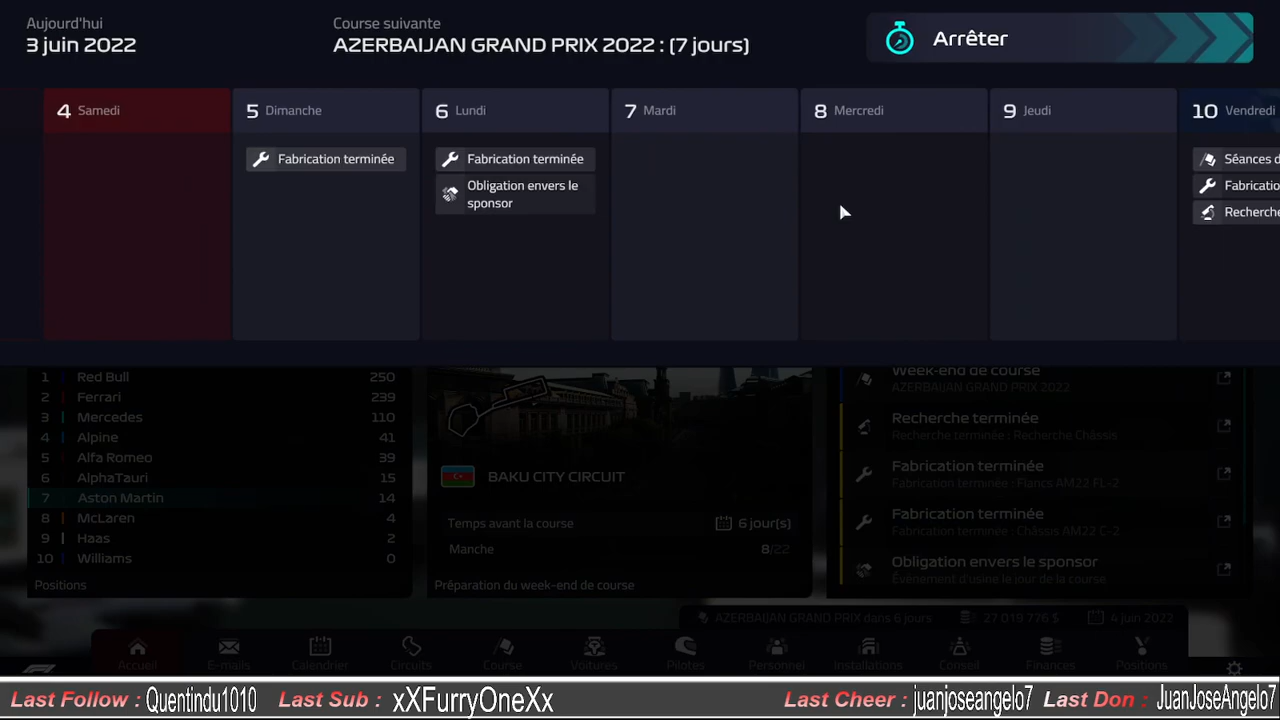 Aujourd'hui
3 juin 2022
Course suivante
AZERBAIJAN GRAND PRIX 2022 : (7 jours)
Arrêter
4 Samedi
5 Dimanche
6 Lundi
7 Mardi
8 Mercredi
9 Jeudi
10 Vendredi
Fabrication terminée
Fabrication terminée
Obligation envers le
sponsor
Séances d
Fabricatio
Recherche
1 Red Bull 250
2 Ferrari 239
3 Mercedes 110
4 Alpine 41
5 Alfa Romeo 39
6 AlphaTauri 15
7 Aston Martin 14
8 McLaren 4
9 Haas 2
10 Williams 0
Positions
BAKU CITY CIRCUIT
Temps avant la course 6 jour(s)
Manche 8/22
Préparation du week-end de course
Week-end de course
AZERBAIJAN GRAND PRIX 2022
Recherche terminée
Recherche terminée : Recherche Châssis
Fabrication terminée
Fabrication terminée : Flancs AM22 FL-2
Fabrication terminée
Fabrication terminée : Châssis AM22 C-2
Obligation envers le sponsor
Événement d'usine le jour de la course
AZERBAIJAN GRAND PRIX dans 6 jours 27 019 776 $ 4 juin 2022
Accueil E-mails Calendrier Circuits Course Voitures Pilotes Personnel Installations Conseil Finances Positions
Last Follow : Quentindu1010 Last Sub : xXFurryOneXx Last Cheer : juanjoseangelo7 Last Don : JuanJoseAngelo7